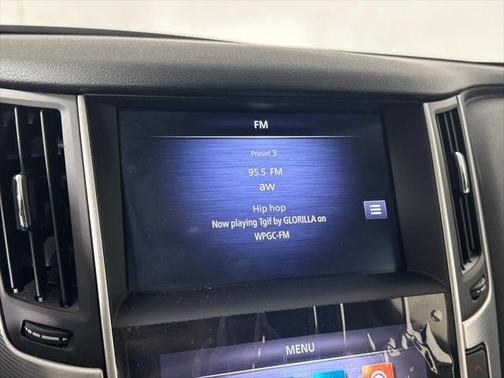 FM
Preset 3
95.5 FM
aw
Hip hop
Now playing Tgif by GLORILLA on
WPGC-FM
MENU